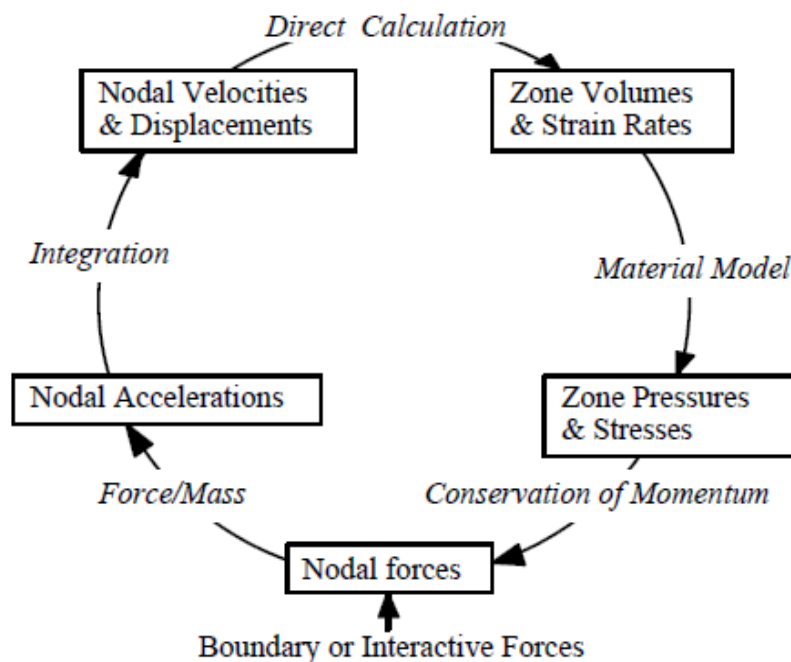 Direct Calculation
Nodal Velocities
& Displacements
Zone Volumes
& Strain Rates
Integration
Material Model
Nodal Accelerations
Zone Pressures
& Stresses
Force/Mass
Conservation of Momentum
Nodal forces
Boundary or Interactive Forces